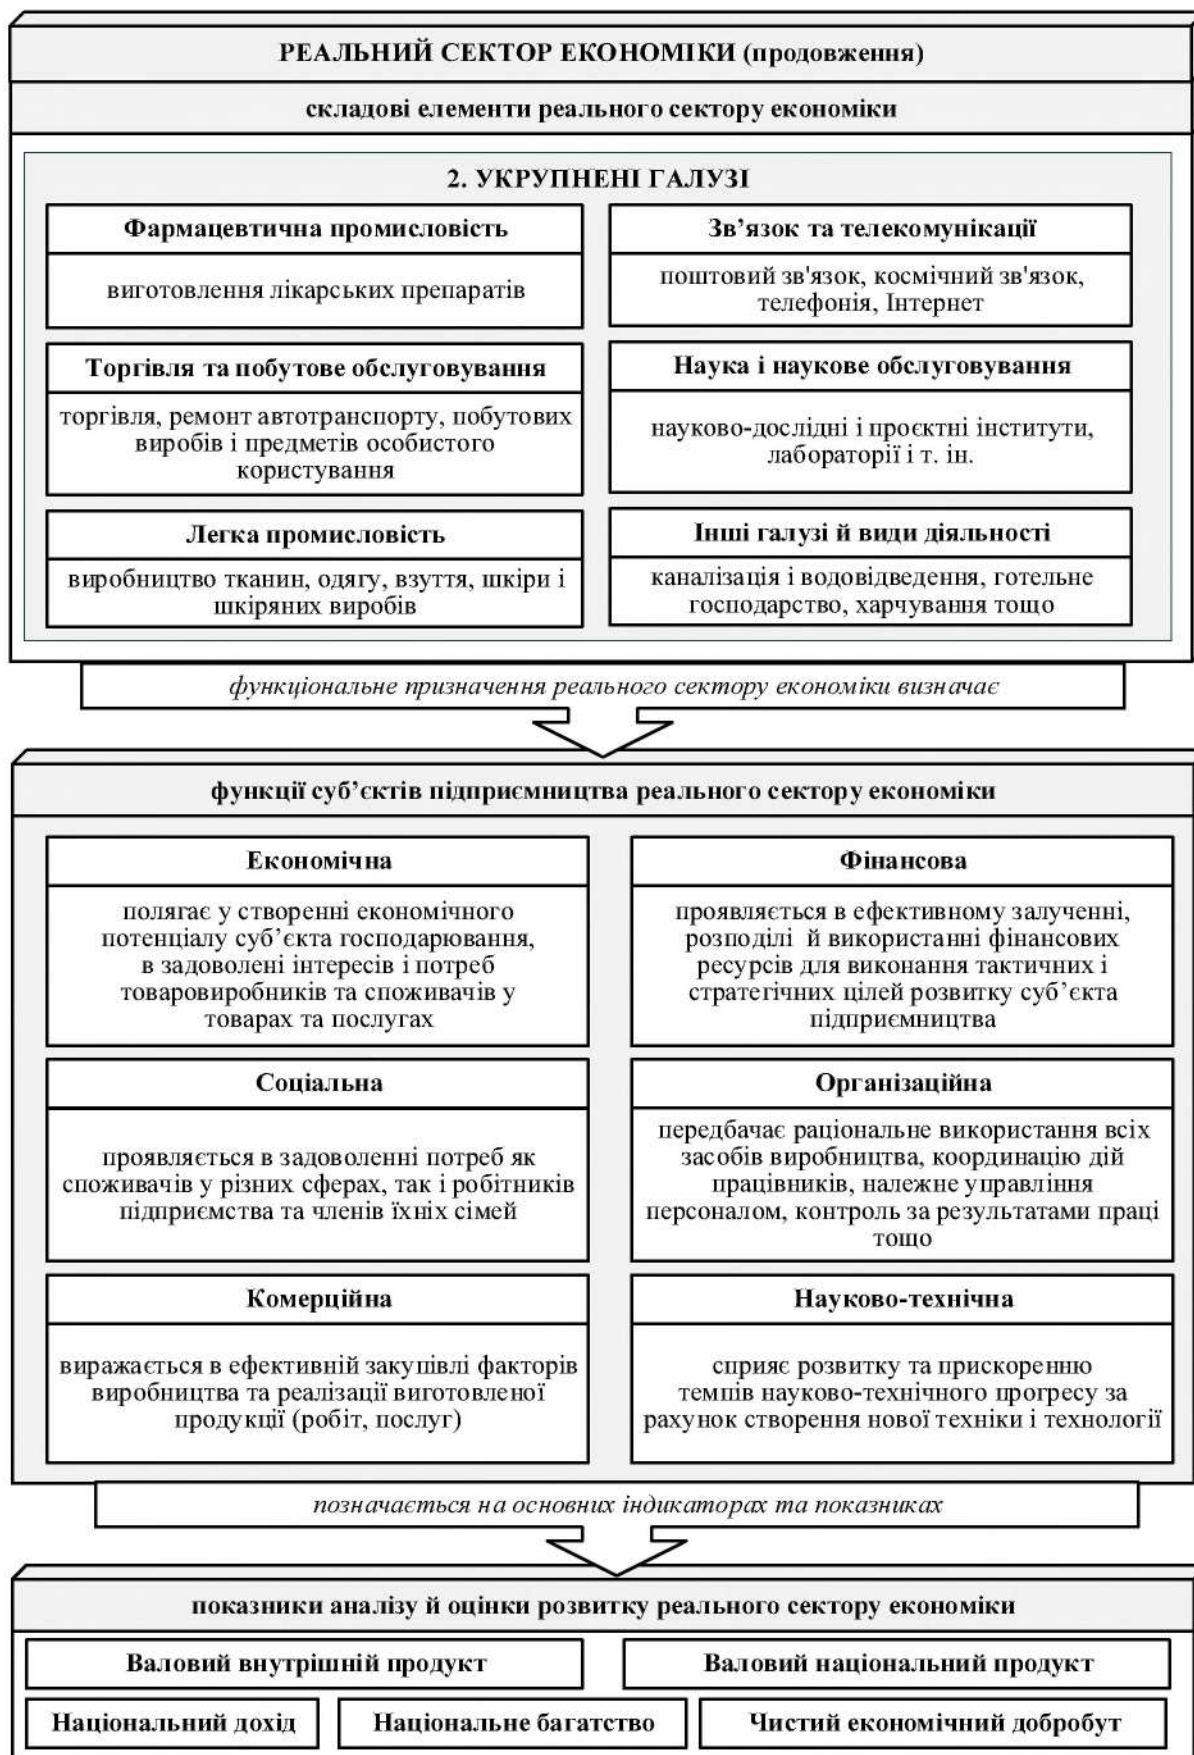 РЕАЛЬНИЙ СЕКТОР ЕКОНОМІКИ (продовження)
складові елементи реального сектору економіки
2. УКРУПНЕНІ ГАЛУЗІ
Фармацевтична промисловість
виготовлення лікарських препаратів
Зв’язок та телекомунікації
поштовий зв'язок, космічний зв'язок,
телефонія, Інтернет
Торгівля та побутове обслуговування
торгівля, ремонт автотранспорту, побутових
виробів і предметів особистого
користування
Наука і наукове обслуговування
науково-дослідні і проєктні інститути,
лабораторії і т. ін.
Легка промисловість
виробництво тканин, одягу, взуття, шкіри і
шкіряних виробів
Інші галузі й види діяльності
каналізація і водовідведення, готельне
господарство, харчування тощо
функціональне призначення реального сектору економіки визначає
функції суб’єктів підприємництва реального сектору економіки
Економічна
полягає у створенні економічного
потенціалу суб’єкта господарювання,
в задоволені інтересів і потреб
товаровиробників та споживачів у
товарах та послугах
Фінансова
проявляється в ефективному залученні,
розподілі й використанні фінансових
ресурсів для виконання тактичних і
стратегічних цілей розвитку суб’єкта
підприємництва
Соціальна
проявляється в задоволенні потреб як
споживачів у різних сферах, так і робітників
підприємства та членів їхніх сімей
Організаційна
передбачає раціональне використання всіх
засобів виробництва, координацію дій
працівників, належне управління
персоналом, контроль за результатами праці
тощо
Комерційна
виражається в ефективній закупівлі факторів
виробництва та реалізації виготовленої
продукції (робіт, послуг)
Науково-технічна
сприяє розвитку та прискоренню
темпів науково-технічного прогресу за
рахунок створення нової техніки і технології
позначається на основних індикаторах та показниках
показники аналізу й оцінки розвитку реального сектору економіки
Валовий внутрішній продукт
Валовий національний продукт
Національний дохід
Національне багатство
Чистий економічний добробут